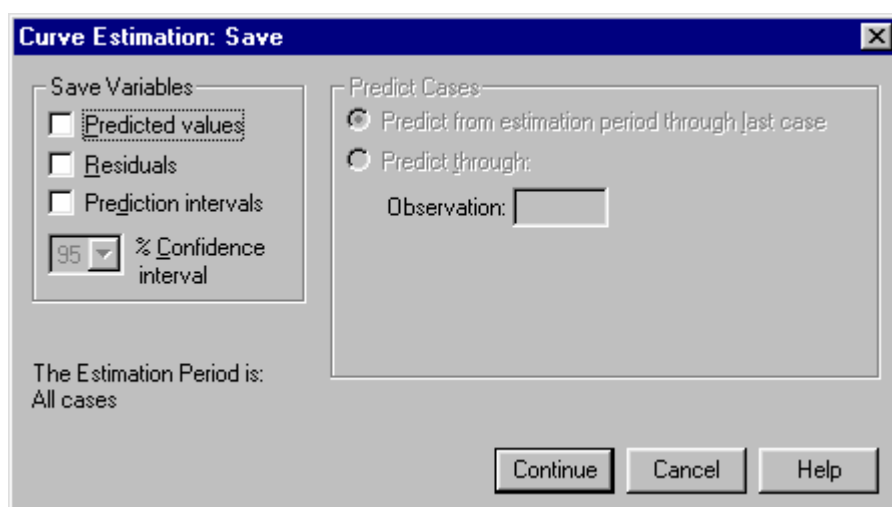 Curve Estimation: Save
Save Variables
Predicted values
Residuals
Prediction intervals
95
% Confidence
interval
Predict Cases
Predict from estimation period through last case
Predict through:
Observation:
The Estimation Period is:
All cases
Continue
Cancel
Help